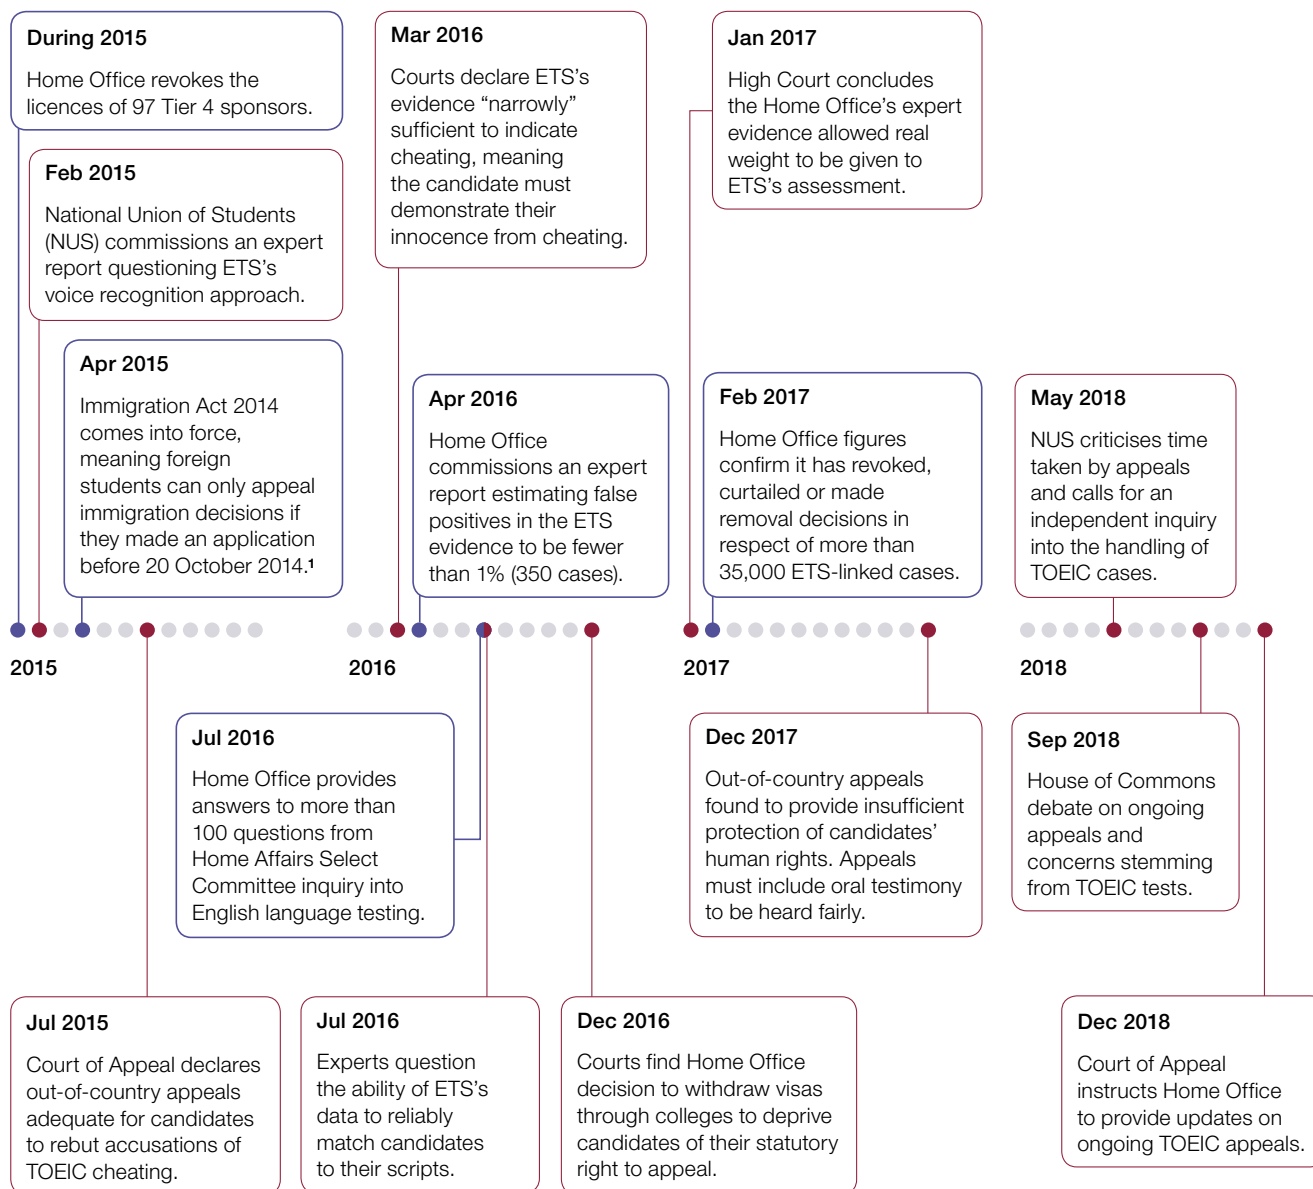 During 2015
Home Office revokes the
licences of 97 Tier 4 sponsors.
Feb 2015
National Union of Students
(NUS) commissions an expert
report questioning ETS’s
voice recognition approach.
Apr 2015
Immigration Act 2014
comes into force,
meaning foreign
students can only appeal
immigration decisions if
they made an application
before 20 October 2014.¹
Mar 2016
Courts declare ETS’s
evidence “narrowly”
sufficient to indicate
cheating, meaning
the candidate must
demonstrate their
innocence from cheating.
Apr 2016
Home Office
commissions an expert
report estimating false
positives in the ETS
evidence to be fewer
than 1% (350 cases).
Jan 2017
High Court concludes
the Home Office’s expert
evidence allowed real
weight to be given to
ETS’s assessment.
Feb 2017
Home Office figures
confirm it has revoked,
curtailed or made
removal decisions in
respect of more than
35,000 ETS-linked cases.
May 2018
NUS criticises time
taken by appeals
and calls for an
independent inquiry
into the handling of
TOEIC cases.
2015
2016
2017
2018
Jul 2016
Home Office provides
answers to more than
100 questions from
Home Affairs Select
Committee inquiry into
English language testing.
Dec 2017
Out-of-country appeals
found to provide insufficient
protection of candidates’
human rights. Appeals
must include oral testimony
to be heard fairly.
Sep 2018
House of Commons
debate on ongoing
appeals and
concerns stemming
from TOEIC tests.
Jul 2015
Court of Appeal declares
out-of-country appeals
adequate for candidates
to rebut accusations of
TOEIC cheating.
Jul 2016
Experts question
the ability of ETS’s
data to reliably
match candidates
to their scripts.
Dec 2016
Courts find Home Office
decision to withdraw visas
through colleges to deprive
candidates of their statutory
right to appeal.
Dec 2018
Court of Appeal
instructs Home Office
to provide updates on
ongoing TOEIC appeals.